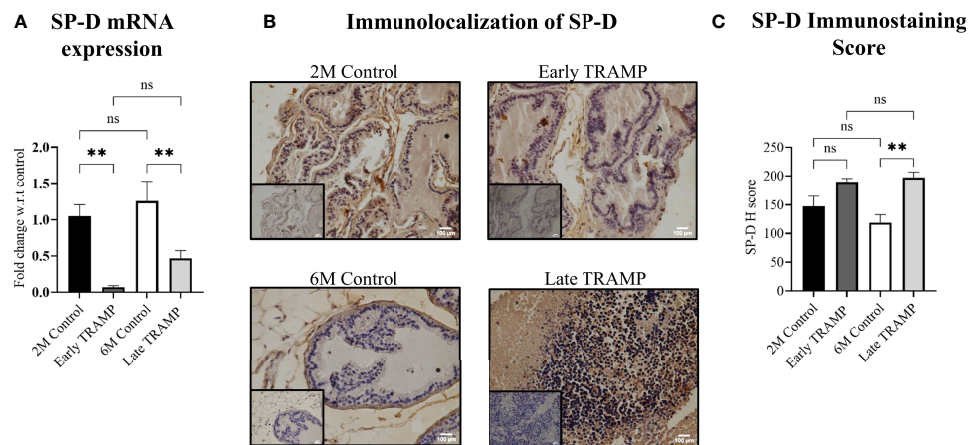 A SP-D mRNA
expression
ns
ns
**
**
Fold change w.r.t control
2.0
1.5
1.0
0.5
0.0
2M Control
Early TRAMP
6M Control
Late TRAMP
B Immunolocalization of SP-D
2M Control
Early TRAMP
100 µm
100 µm
6M Control
Late TRAMP
100 µm
100 µm
C SP-D Immunostaining
Score
ns
ns
ns
**
SP-D H score
250
200
150
100
50
0
2M Control
Early TRAMP
6M Control
Late TRAMP